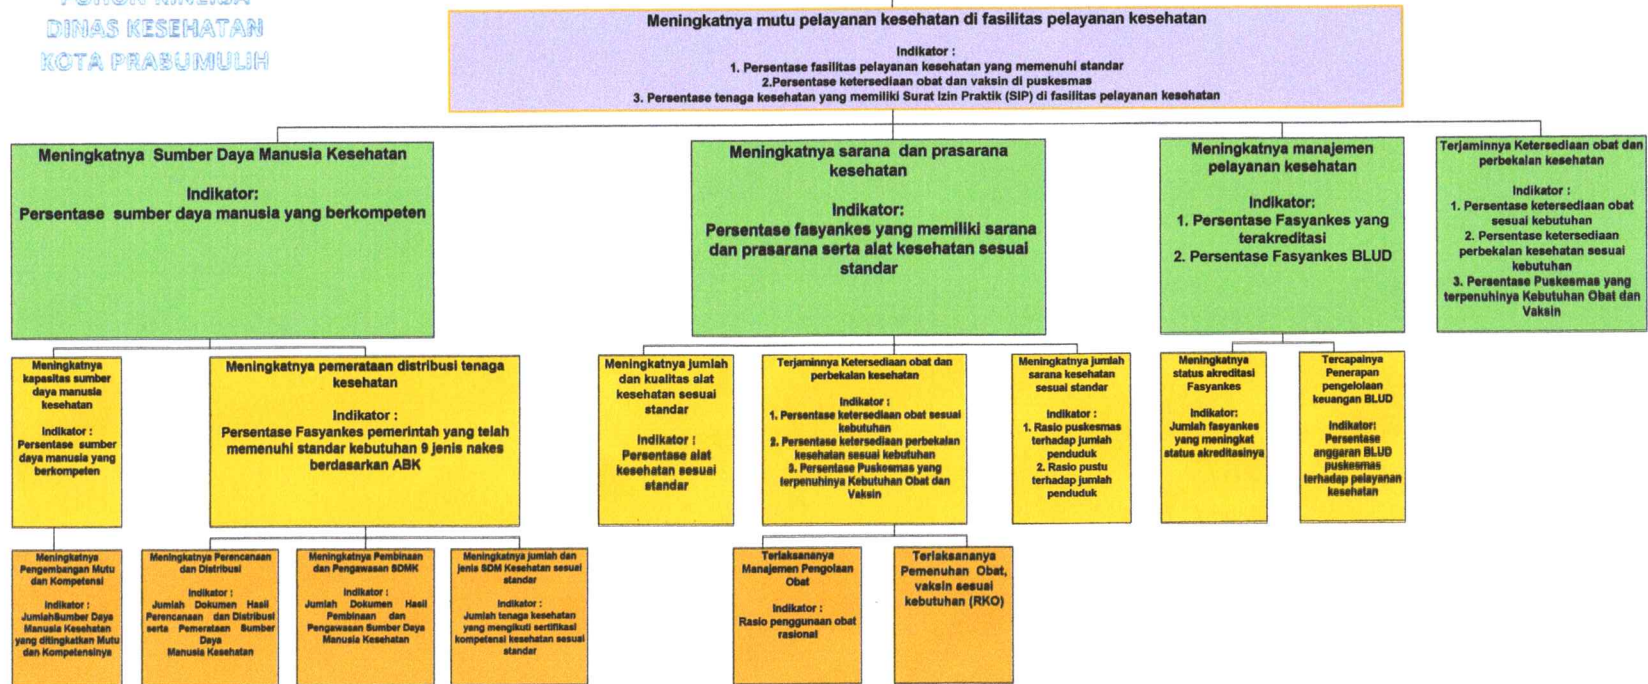 POHON KINERJA
DINAS KESEHATAN
KOTA PRABUMULIH
Meningkatnya mutu pelayanan kesehatan di fasilitas pelayanan kesehatan
Indikator :
1. Persentase fasilitas pelayanan kesehatan yang memenuhi standar
2.Persentase ketersediaan obat dan vaksin di puskesmas
3. Persentase tenaga kesehatan yang memiliki Surat Izin Praktik (SIP) di fasilitas pelayanan kesehatan
Meningkatnya Sumber Daya Manusia Kesehatan
Indikator:
Persentase sumber daya manusia yang berkompeten
Meningkatnya sarana dan prasarana
kesehatan
Indikator:
Persentase fasyankes yang memiliki sarana
dan prasarana serta alat kesehatan sesuai
standar
Meningkatnya manajemen
pelayanan kesehatan
Indikator:
1. Persentase Fasyankes yang
terakreditasi
2. Persentase Fasyankes BLUD
Terjaminnya Ketersediaan obat dan
perbekalan kesehatan
Indikator :
1. Persentase ketersediaan obat
sesuai kebutuhan
2. Persentase ketersediaan
perbekalan kesehatan sesuai
kebutuhan
3. Persentase Puskesmas yang
terpenuhinya Kebutuhan Obat dan
Vaksin
Meningkatnya
kapasitas sumber
daya manusia
kesehatan
Indikator :
Persentase sumber
daya manusia yang
berkompeten
Meningkatnya pemerataan distribusi tenaga
kesehatan
Indikator :
Persentase Fasyankes pemerintah yang telah
memenuhi standar kebutuhan 9 jenis nakes
berdasarkan ABK
Meningkatnya jumlah
dan kualitas alat
kesehatan sesuai
standar
Indikator :
Persentase alat
kesehatan sesuai
standar
Terjaminnya Ketersediaan obat dan
perbekalan kesehatan
Indikator :
1. Persentase ketersediaan obat sesuai
kebutuhan
2. Persentase ketersediaan perbekalan
kesehatan sesuai kebutuhan
3. Persentase Puskesmas yang
terpenuhinya Kebutuhan Obat dan
Vaksin
Meningkatnya jumlah
sarana kesehatan
sesuai standar
Indikator :
1. Rasio puskesmas
terhadap jumlah
penduduk
2. Rasio pustu
terhadap jumlah
penduduk
Meningkatnya
status akreditasi
Fasyankes
Indikator:
Jumlah fasyankes
yang meningkat
status akreditasinya
Tercapainya
Penerapan
pengelolaan
keuangan BLUD
Indikator:
Persentase
anggaran BLUD
puskesmas
terhadap pelayanan
kesehatan
Meningkatnya
Pengembangan Mutu
dan Kompetensi
Indikator :
JumlahSumber Daya
Manusia Kesehatan
yang ditingkatkan Mutu
dan Kompetensinya
Meningkatnya Perencanaan
dan Distribusi
Indikator :
Jumlah Dokumen Hasil
Perencanaan dan Distribusi
serta Pemerataan Sumber
Daya
Manusia Kesehatan
Meningkatnya Pembinaan
dan Pengawasan SDMK
Indikator :
Jumlah Dokumen Hasil
Pembinaan dan
Pengawasan Sumber Daya
Manusia Kesehatan
Meningkatnya jumlah dan
jenis SDM Kesehatan sesuai
standar
Indikator :
Jumlah tenaga kesehatan
yang mengikuti sertifikasi
kompetensi kesehatan sesuai
standar
Terlaksananya
Manajemen Pengolaan
Obat
Indikator :
Rasio penggunaan obat
rasional
Terlaksananya
Pemenuhan Obat,
vaksin sesuai
kebutuhan (RKO)